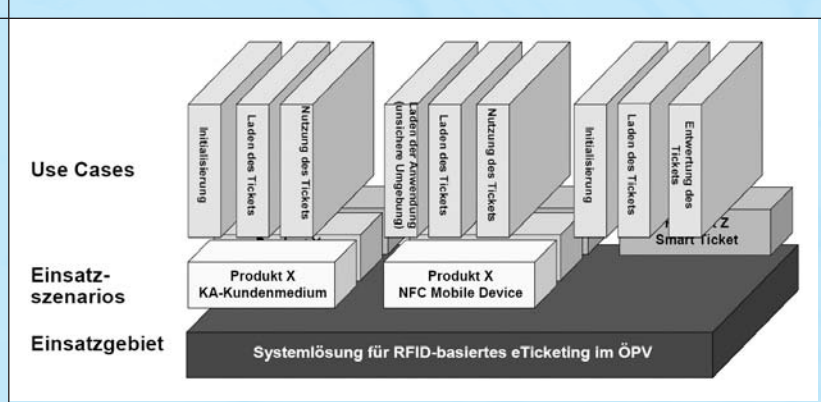 Use Cases
Initialisierung
Laden des Tickets
Nutzung des Tickets
Laden der Anwendung
(unsichere Umgebung)
Laden des Tickets
Nutzung des Tickets
Initialisierung
Laden des Tickets
Entwertung des
Tickets
Z
Smart Ticket
Einsatz-
szenarios
Produkt X
KA-Kundenmedium
Produkt X
NFC Mobile Device
Einsatzgebiet
Systemlösung für RFID-basiertes eTicketing im ÖPV